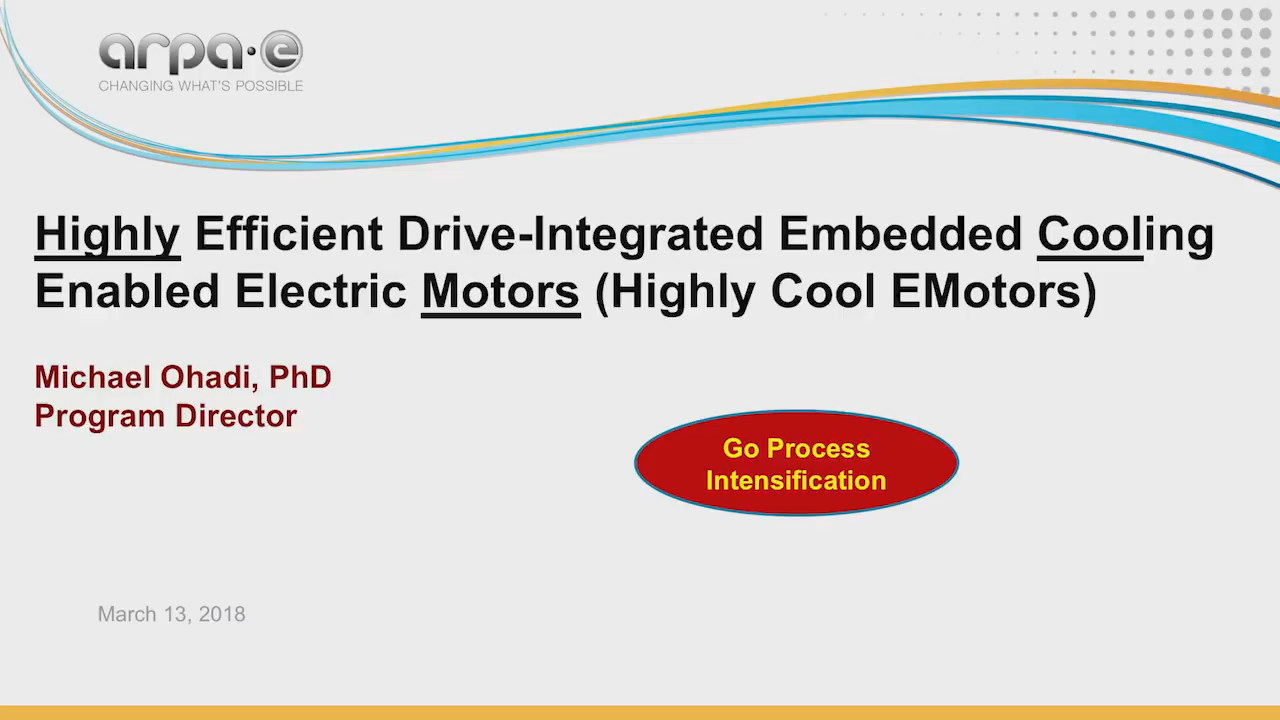 arpa·e
CHANGING WHAT'S POSSIBLE
Highly Efficient Drive-Integrated Embedded Cooling
Enabled Electric Motors (Highly Cool EMotors)
Michael Ohadi, PhD
Program Director
Go Process
Intensification
March 13, 2018